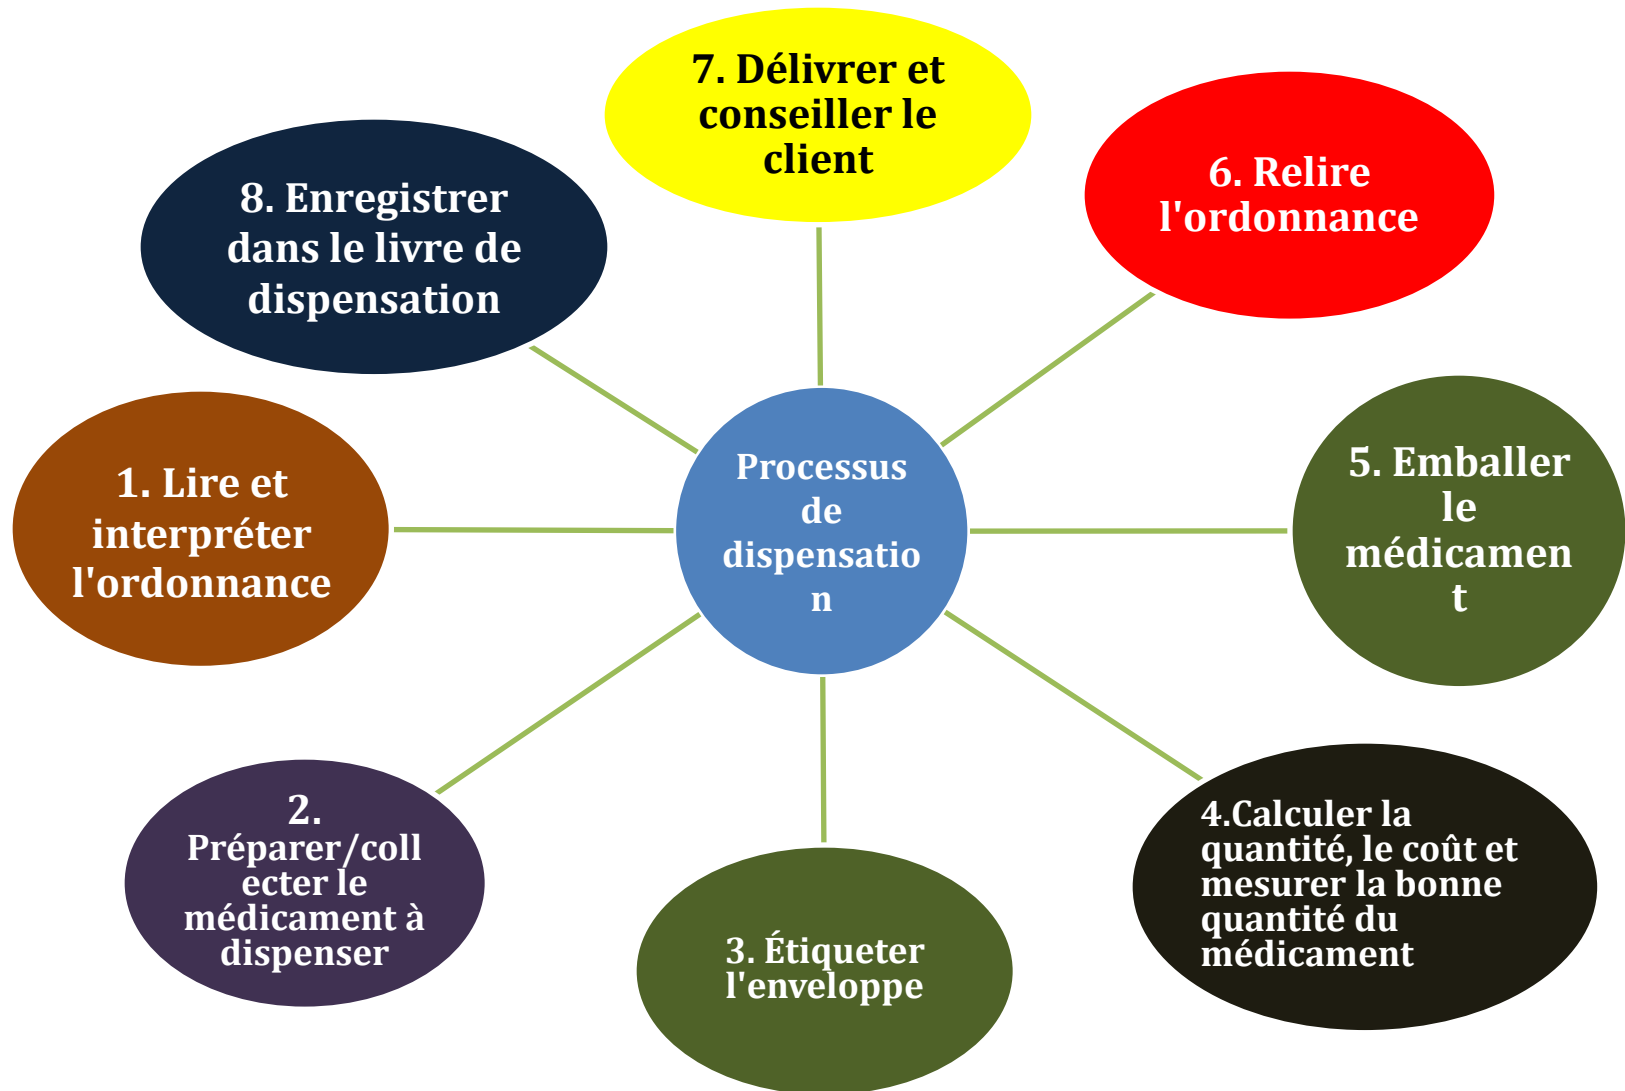 7. Délivrer et
conseiller le
client
6. Relire
l'ordonnance
8. Enregistrer
dans le livre de
dispensation
5. Emballer
le
médicamen
t
Processus
de
dispensatio
n
1. Lire et
interpréter
l'ordonnance
2.
Préparer/coll
ecter le
médicament à
dispenser
4.Calculer la
quantité, le coût et
mesurer la bonne
quantité du
médicament
3. Étiqueter
l'enveloppe